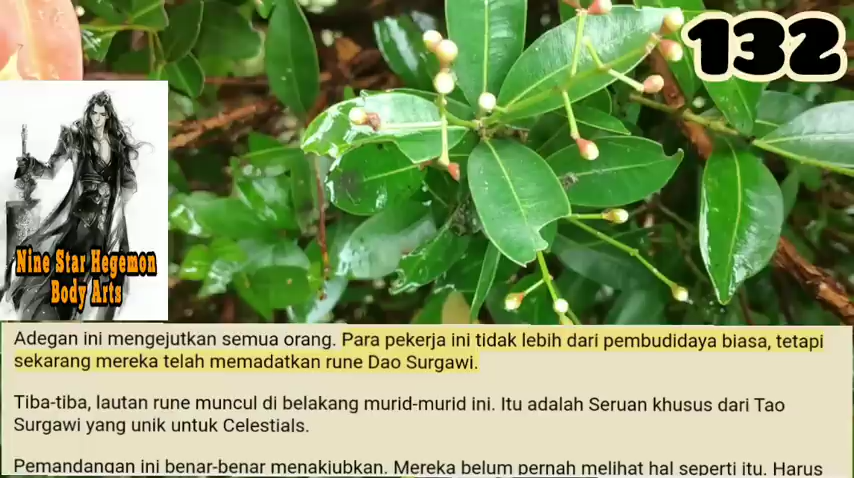 132
Nine Star Hegemon
Body Arts
Adegan ini mengejutkan semua orang. Para pekerja ini tidak lebih dari pembudidaya biasa, tetapi
sekarang mereka telah memadatkan rune Dao Surgawi.
Tiba-tiba, lautan rune muncul di belakang murid-murid ini. Itu adalah Seruan khusus dari Tao
Surgawi yang unik untuk Celestials.
Pemandangan ini benar-benar menakjubkan. Mereka belum pernah melihat hal seperti itu. Harus